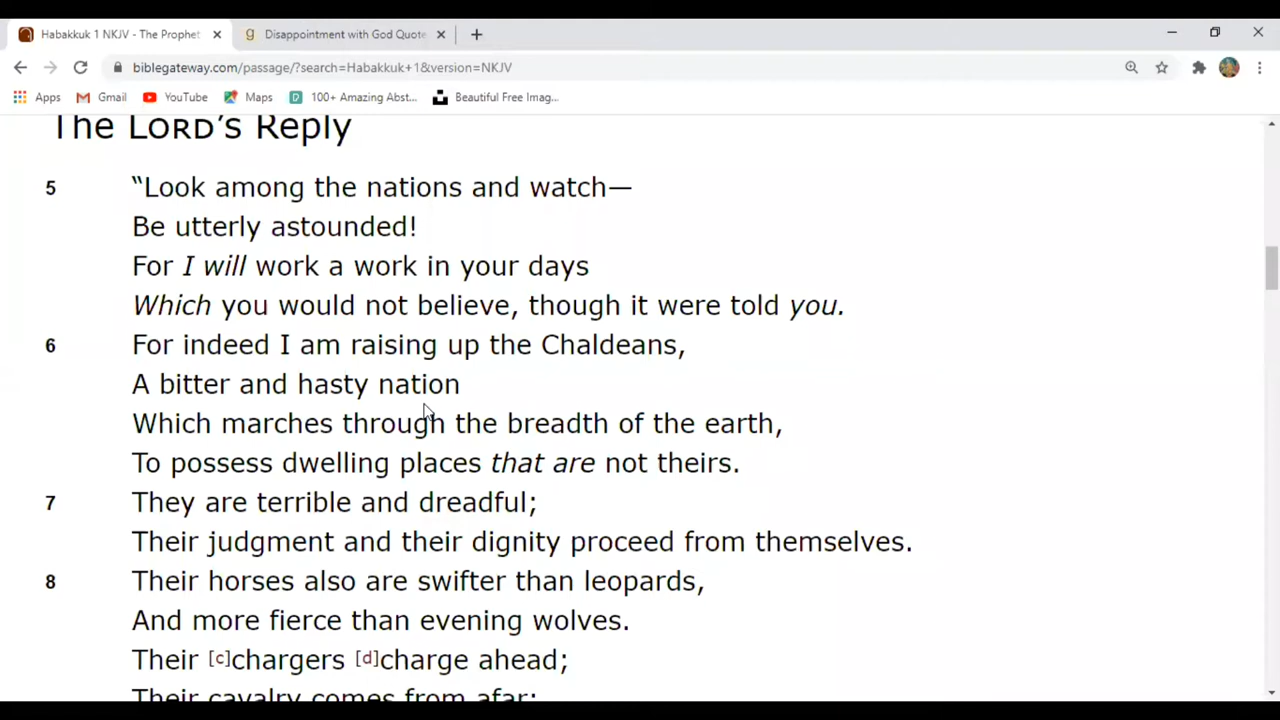 Habakkuk 1 NKJV - The Prophet
Disappointment with God Quote
biblegateway.com/passage/?search=Habakkuk+1&version=NKJV
Apps
Gmail
YouTube
Maps
100+ Amazing Abst...
Beautiful Free Imag...
The LORD's Reply
5 “Look among the nations and watch—
Be utterly astounded!
For I will work a work in your days
Which you would not believe, though it were told you.
6 For indeed I am raising up the Chaldeans,
A bitter and hasty nation
Which marches through the breadth of the earth,
To possess dwelling places that are not theirs.
7 They are terrible and dreadful;
Their judgment and their dignity proceed from themselves.
8 Their horses also are swifter than leopards,
And more fierce than evening wolves.
Their [c]chargers [d]charge ahead;
Their cavalry comes from afar;